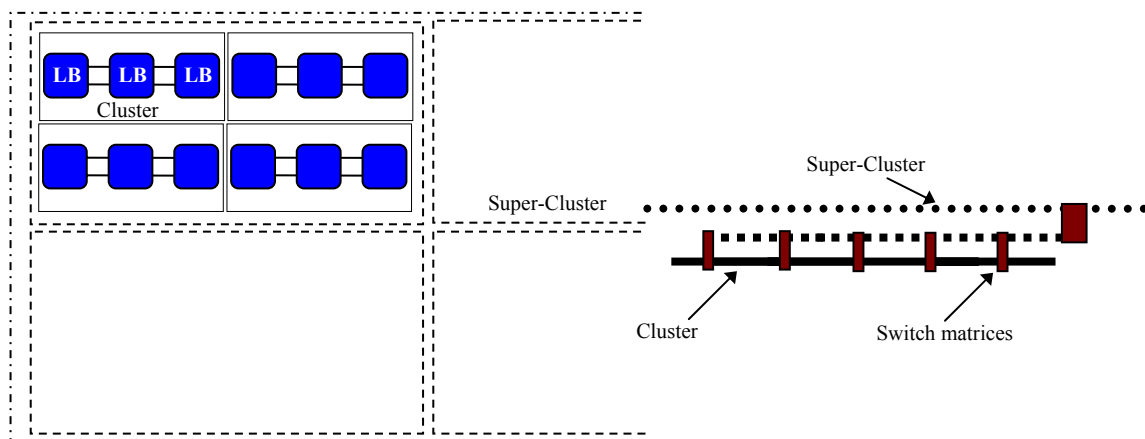 LB LB LB
Cluster
Super-Cluster
Super-Cluster
Cluster
Switch matrices